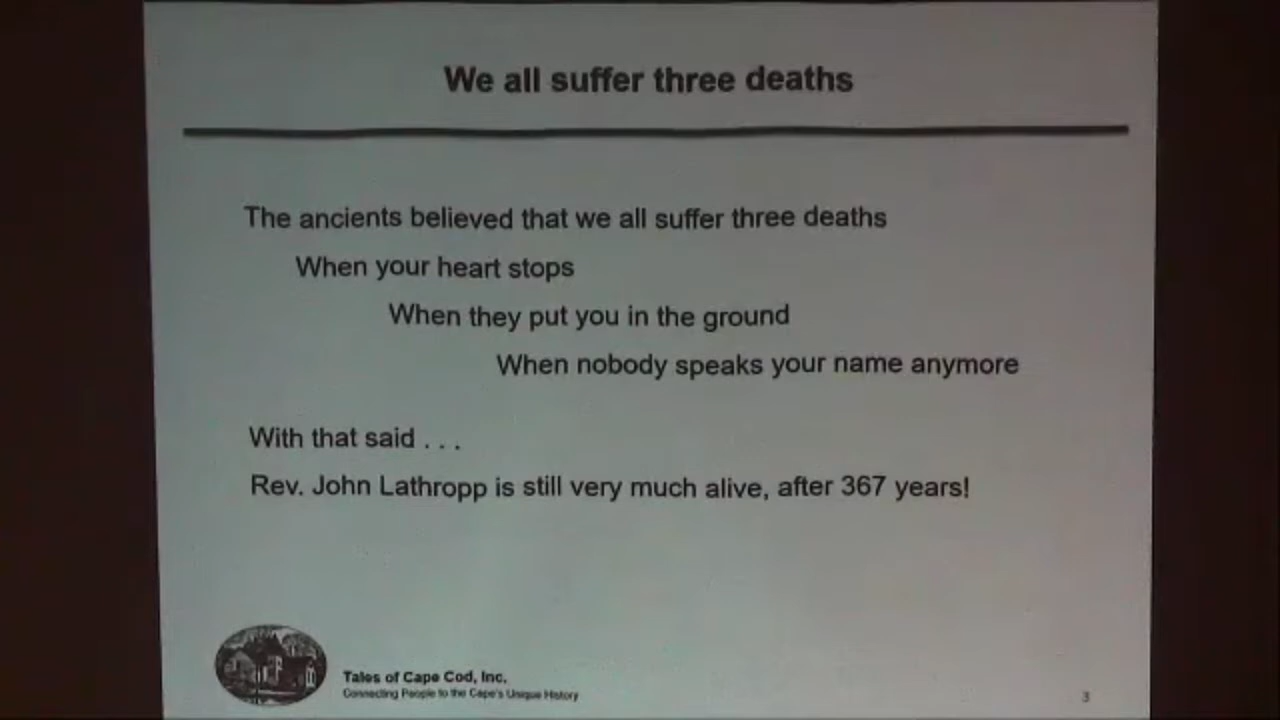 We all suffer three deaths
The ancients believed that we all suffer three deaths
When your heart stops
When they put you in the ground
When nobody speaks your name anymore
With that said . . .
Rev. John Lathropp is still very much alive, after 367 years!
Tales of Cape Cod, Inc.
Connecting People to the Cape's Unique History
3